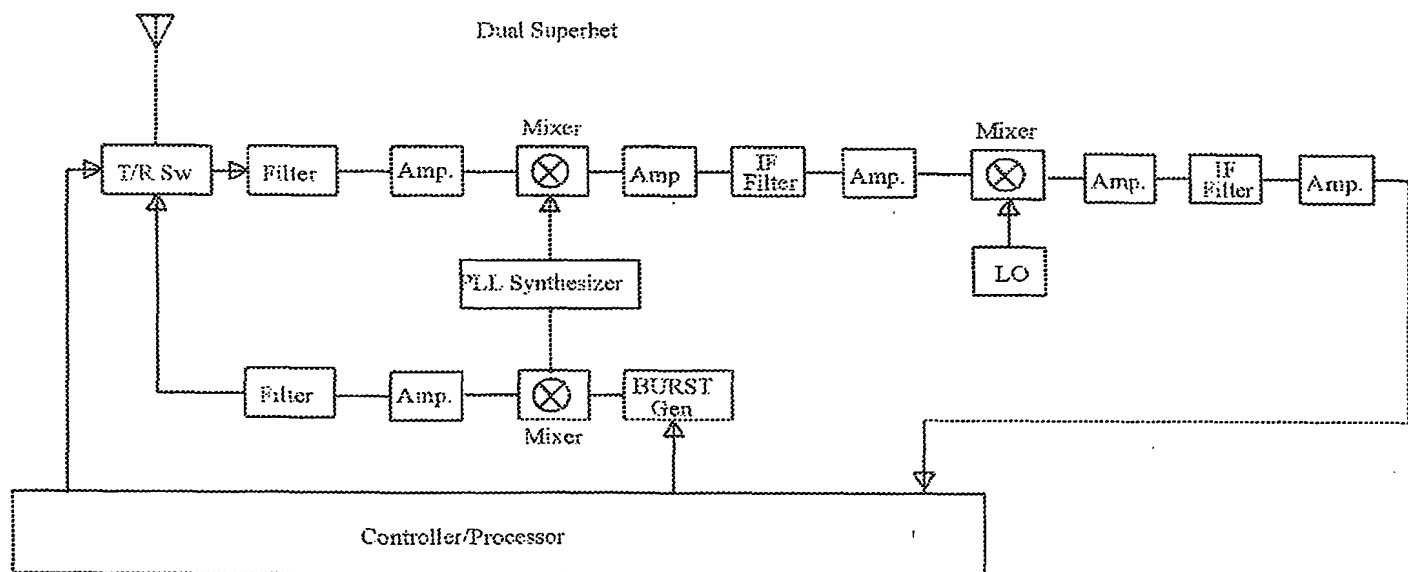 Dual Superhet
Mixer
Mixer
T/R Sw
Filter
Amp.
Amp
IF
Filter
Amp.
Amp.
IF
Filter
Amp.
PLL Synthesizer
LO
Filter
Amp.
BURST
Gen
Mixer
Controller/Processor